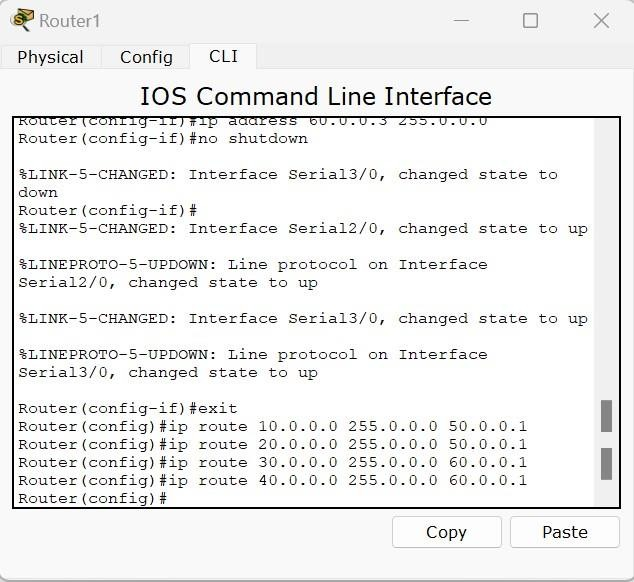 Router1
Physical Config CLI
IOS Command Line Interface
Router(config-if)#ip address 60.0.0.3 255.0.0.0
Router(config-if)#no shutdown
%LINK-5-CHANGED: Interface Serial3/0, changed state to
down
Router(config-if)#
%LINK-5-CHANGED: Interface Serial2/0, changed state to up
%LINEPROTO-5-UPDOWN: Line protocol on Interface
Serial2/0, changed state to up
%LINK-5-CHANGED: Interface Serial3/0, changed state to up
%LINEPROTO-5-UPDOWN: Line protocol on Interface
Serial3/0, changed state to up
Router(config-if)#exit
Router(config)#ip route 10.0.0.0 255.0.0.0 50.0.0.1
Router(config)#ip route 20.0.0.0 255.0.0.0 50.0.0.1
Router(config)#ip route 30.0.0.0 255.0.0.0 60.0.0.1
Router(config)#ip route 40.0.0.0 255.0.0.0 60.0.0.1
Router(config)#
Copy Paste